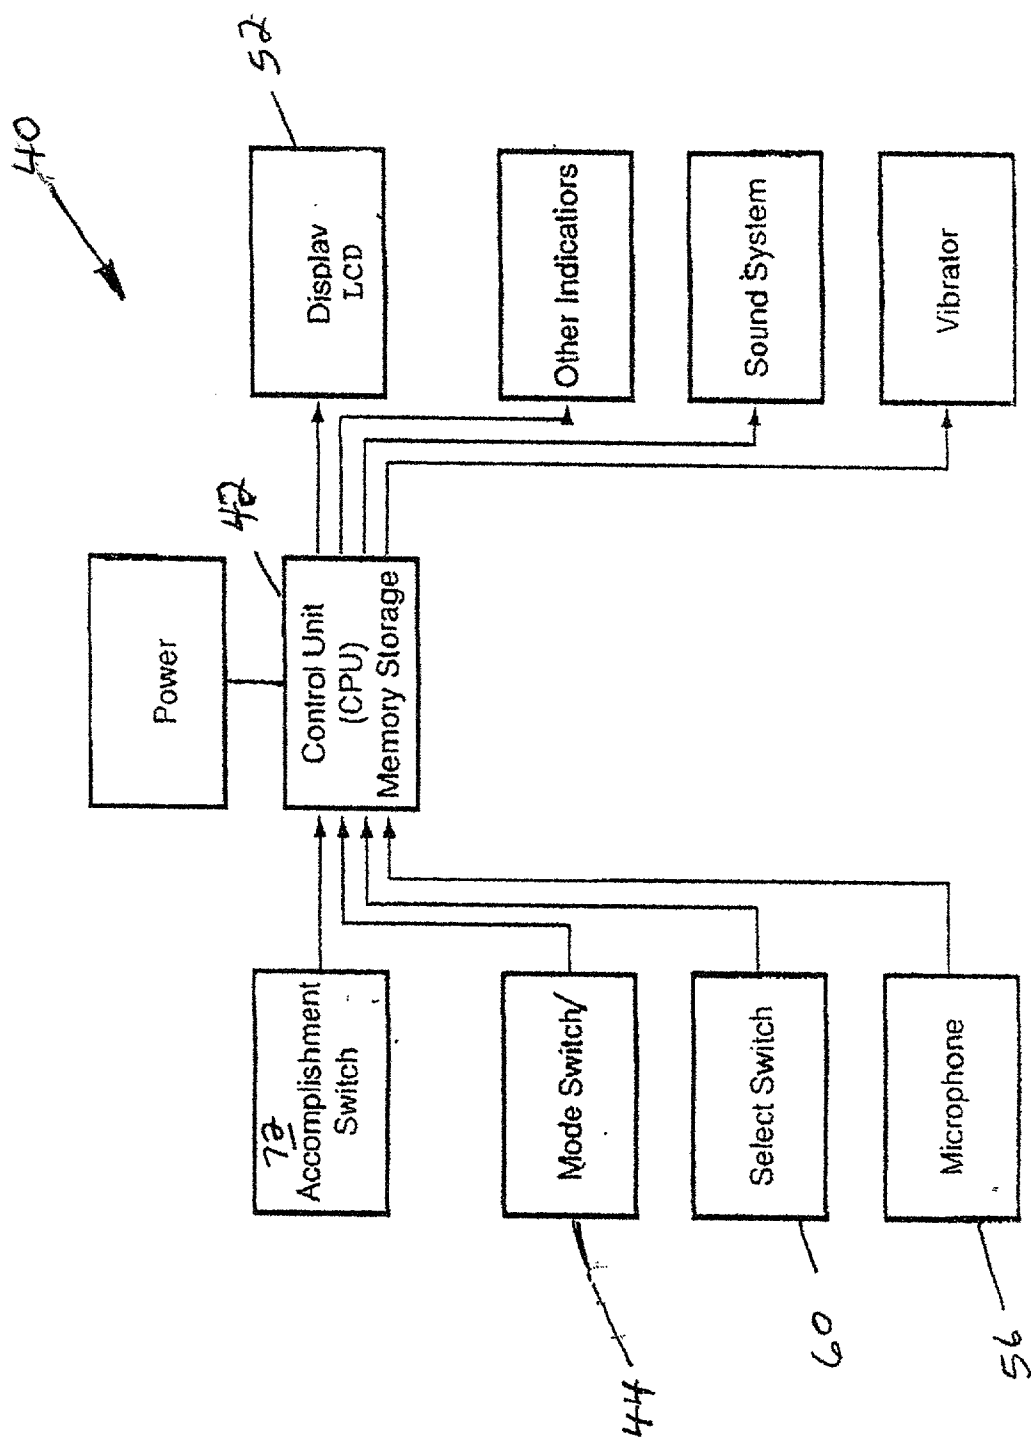 40
Power
42
Control Unit
(CPU)
Memory Storage
72
Accomplishment
Switch
Mode Switch/
44
Select Switch
60
Microphone
56
Display
LCD
52
Other Indicatiors
Sound System
Vibrator